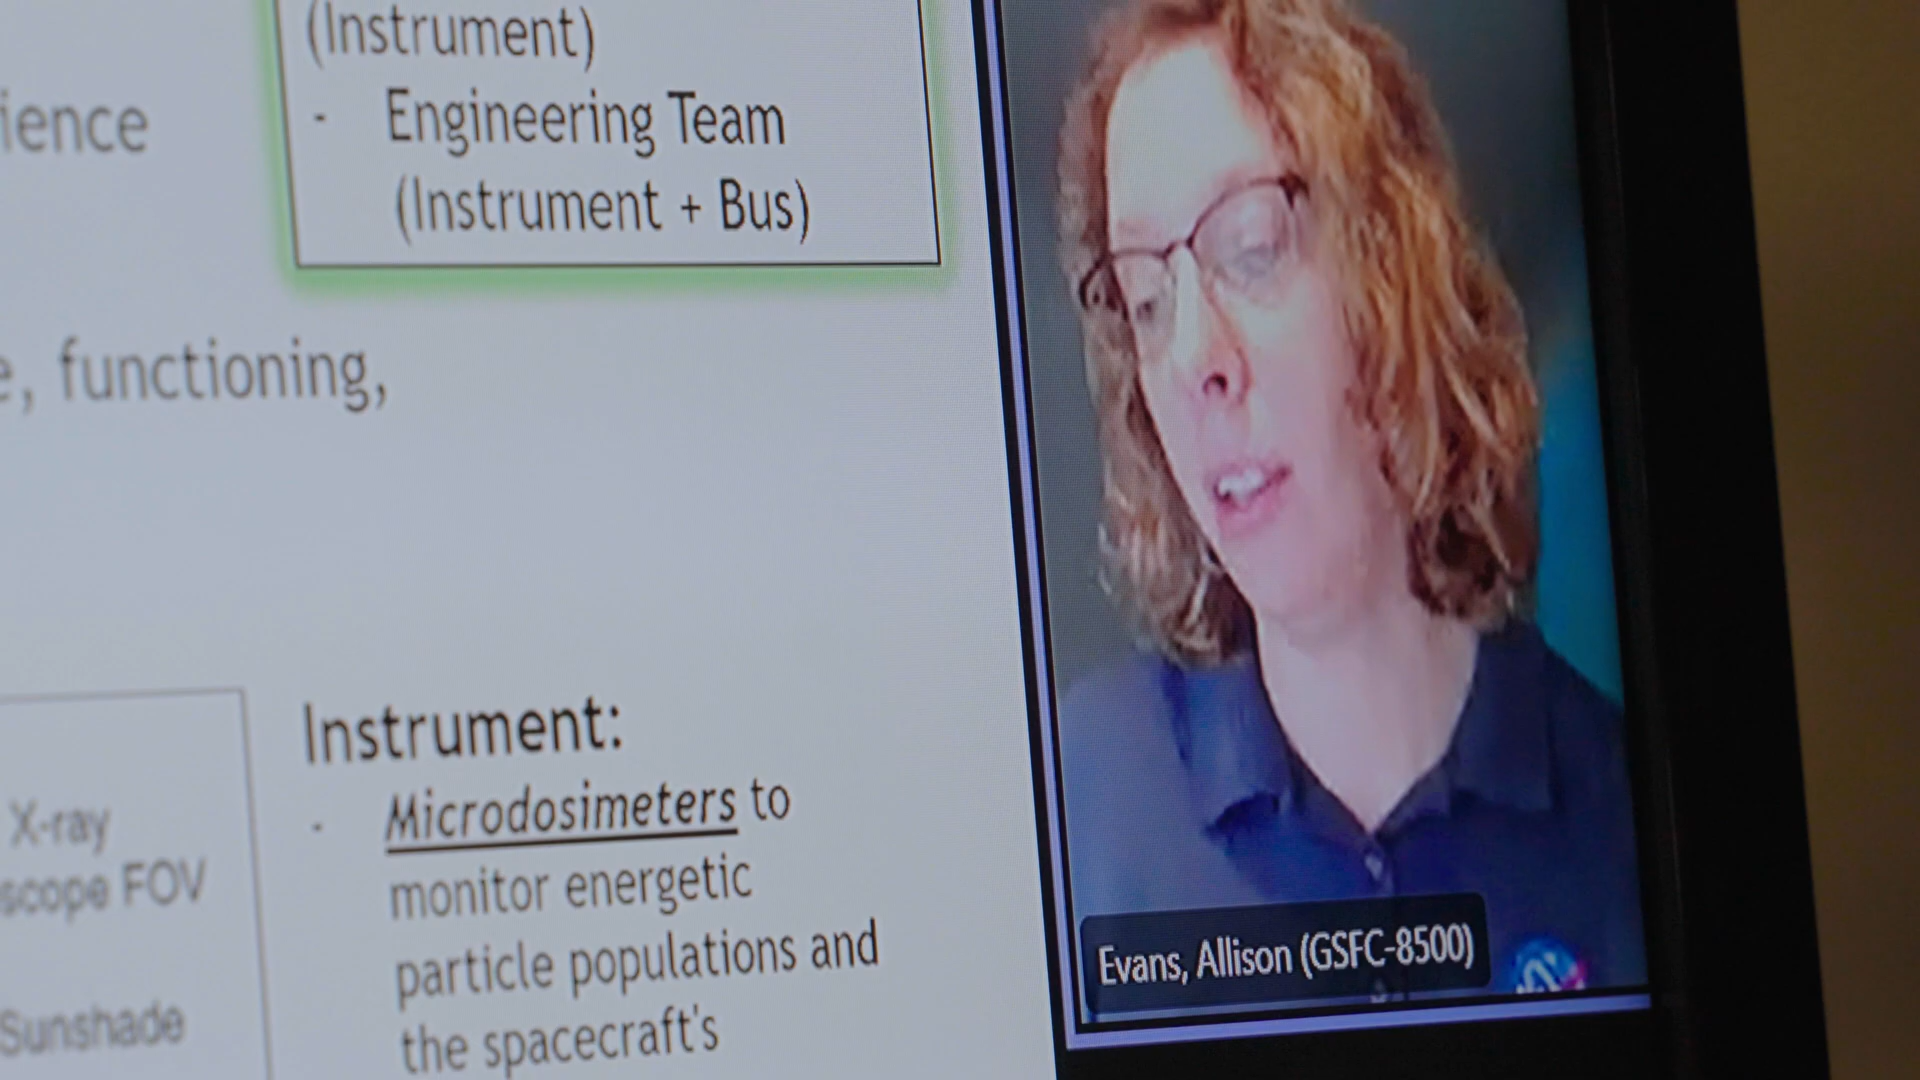 (Instrument)
- Engineering Team
(Instrument + Bus)
ience
e, functioning,
X-ray
scope FOV
Sunshade
Instrument:
- Microdosimeters to
monitor energetic
particle populations and
the spacecraft's
Evans, Allison (GSFC-8500)